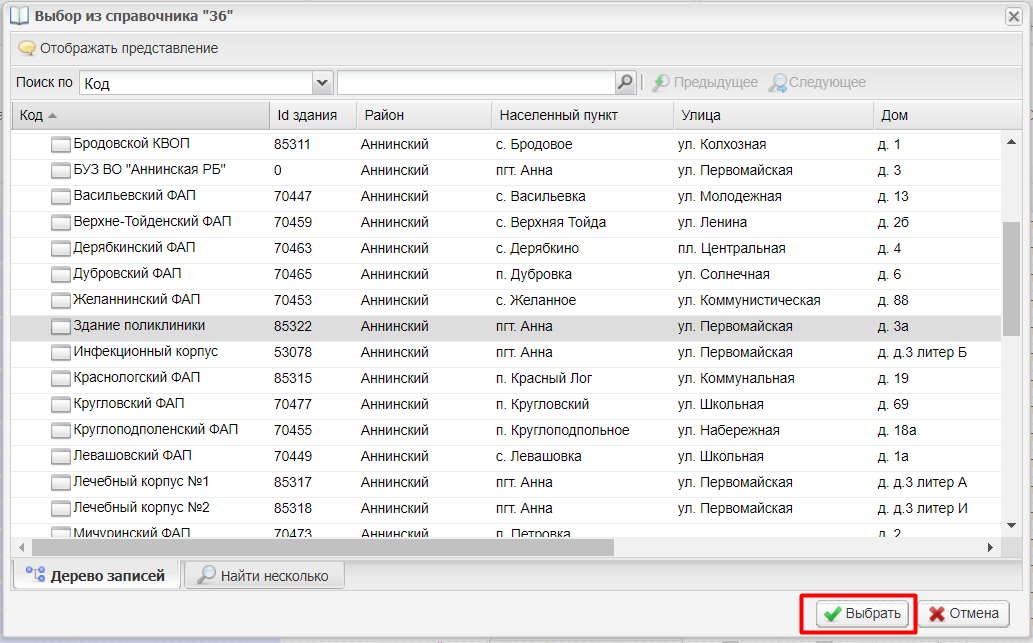 Выбор из справочника "36"
Отображать представление
Поиск по Код Предыдущее Следующее
Код Id здания Район Населенный пункт Улица Дом
Бродовской КВОП 85311 Аннинский с. Бродовое ул. Колхозная д. 1
БУЗ ВО "Аннинская РБ" 0 Аннинский пгт. Анна ул. Первомайская д. 3
Васильевский ФАП 70447 Аннинский с. Васильевка ул. Молодежная д. 13
Верхне-Тойденский ФАП 70459 Аннинский с. Верхняя Тойда ул. Ленина д. 2б
Дерябкинский ФАП 70463 Аннинский с. Дерябкино пл. Центральная д. 4
Дубровский ФАП 70465 Аннинский п. Дубровка ул. Солнечная д. 6
Желаннинский ФАП 70453 Аннинский с. Желанное ул. Коммунистическая д. 88
Здание поликлиники 85322 Аннинский пгт. Анна ул. Первомайская д. 3а
Инфекционный корпус 53078 Аннинский пгт. Анна ул. Первомайская д. д.3 литер Б
Краснологский ФАП 85315 Аннинский п. Красный Лог ул. Коммунальная д. 19
Кругловский ФАП 70477 Аннинский п. Кругловский ул. Школьная д. 69
Круглоподполенский ФАП 70455 Аннинский п. Круглоподпольное ул. Набережная д. 18а
Левашовский ФАП 70449 Аннинский с. Левашовка ул. Школьная д. 1а
Лечебный корпус №1 85317 Аннинский пгт. Анна ул. Первомайская д. д.3 литер А
Лечебный корпус №2 85318 Аннинский пгт. Анна ул. Первомайская д. д.3 литер И
Мичуринский ФАП 70473 Аннинский п. Петровка д. 2
Дерево записей Найти несколько
Выбрать Отмена